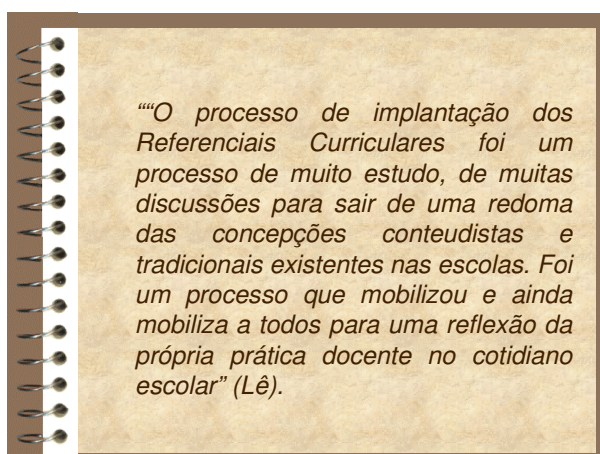 ““O processo de implantação dos
Referenciais Curriculares foi um
processo de muito estudo, de muitas
discussões para sair de uma redoma
das concepções conteudistas e
tradicionais existentes nas escolas. Foi
um processo que mobilizou e ainda
mobiliza a todos para uma reflexão da
própria prática docente no cotidiano
escolar” (Lê).